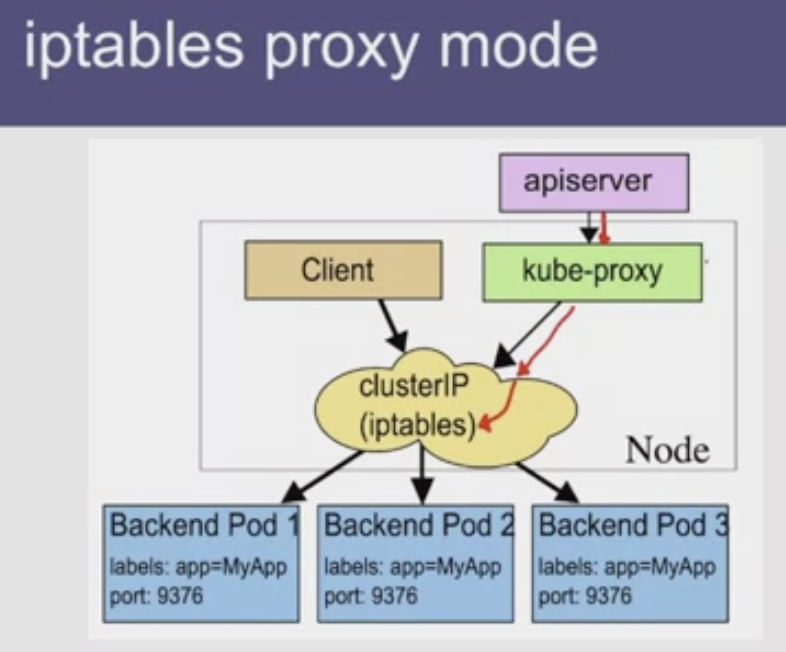 iptables proxy mode
apiserver
Client
kube-proxy
clusterIP
(iptables)
Node
Backend Pod 1
labels: app=MyApp
port: 9376
Backend Pod 2
labels: app=MyApp
port: 9376
Backend Pod 3
labels: app=MyApp
port: 9376